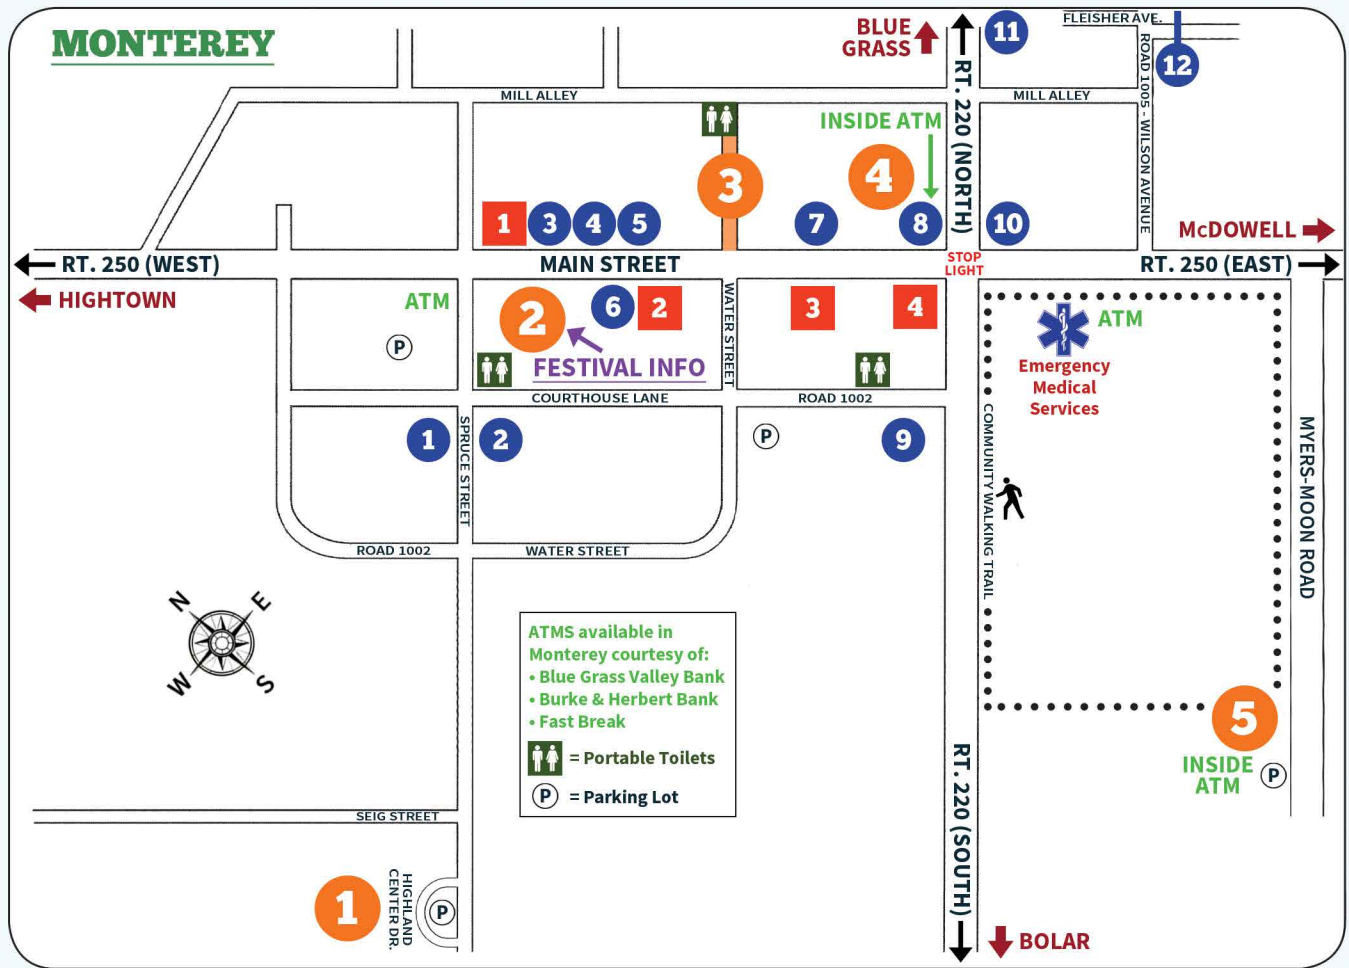 MONTEREY
BLUE
GRASS
11
FLEISHER AVE.
12
MILL ALLEY
MILL ALLEY
RT. 220 (NORTH)
ROAD 1005 - WILSON AVENUE
INSIDE ATM
3
4
1
3
4
5
7
8
10
McDOWELL
RT. 250 (WEST)
MAIN STREET
STOP
LIGHT
RT. 250 (EAST)
HIGHTOWN
ATM
2
6
2
WATER STREET
3
4
ATM
P
FESTIVAL INFO
Emergency
Medical
Services
COURTHOUSE LANE
ROAD 1002
1
SPRUCE STREET
2
P
9
COMMUNITY WALKING TRAIL
MYERS-MOON ROAD
ROAD 1002
WATER STREET
N
E
W
S
ATMS available in
Monterey courtesy of:
• Blue Grass Valley Bank
• Burke & Herbert Bank
• Fast Break
= Portable Toilets
P = Parking Lot
5
INSIDE
ATM
P
RT. 220 (SOUTH)
SEIG STREET
1
HIGHLAND
CENTER DR.
P
BOLAR